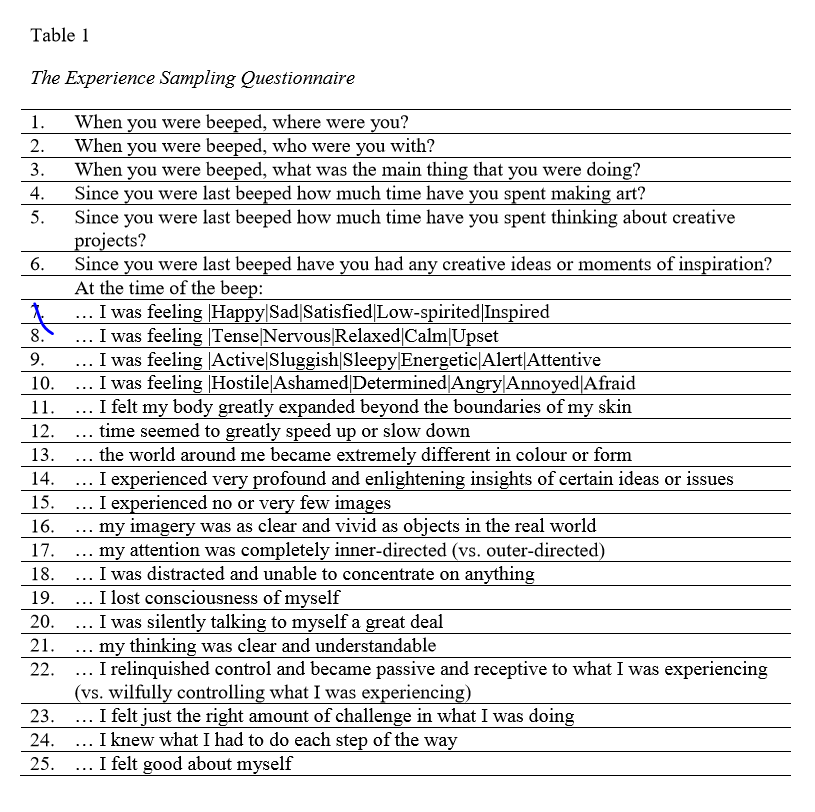 Table 1
The Experience Sampling Questionnaire
1. When you were beeped, where were you?
2. When you were beeped, who were you with?
3. When you were beeped, what was the main thing that you were doing?
4. Since you were last beeped how much time have you spent making art?
5. Since you were last beeped how much time have you spent thinking about creative
projects?
6. Since you were last beeped have you had any creative ideas or moments of inspiration?
At the time of the beep:
7. … I was feeling |Happy|Sad|Satisfied|Low-spirited|Inspired
8. … I was feeling |Tense|Nervous|Relaxed|Calm|Upset
9. … I was feeling |Active|Sluggish|Sleepy|Energetic|Alert|Attentive
10. … I was feeling |Hostile|Ashamed|Determined|Angry|Annoyed|Afraid
11. … I felt my body greatly expanded beyond the boundaries of my skin
12. … time seemed to greatly speed up or slow down
13. … the world around me became extremely different in colour or form
14. … I experienced very profound and enlightening insights of certain ideas or issues
15. … I experienced no or very few images
16. … my imagery was as clear and vivid as objects in the real world
17. … my attention was completely inner-directed (vs. outer-directed)
18. … I was distracted and unable to concentrate on anything
19. … I lost consciousness of myself
20. … I was silently talking to myself a great deal
21. … my thinking was clear and understandable
22. … I relinquished control and became passive and receptive to what I was experiencing
(vs. wilfully controlling what I was experiencing)
23. … I felt just the right amount of challenge in what I was doing
24. … I knew what I had to do each step of the way
25. … I felt good about myself